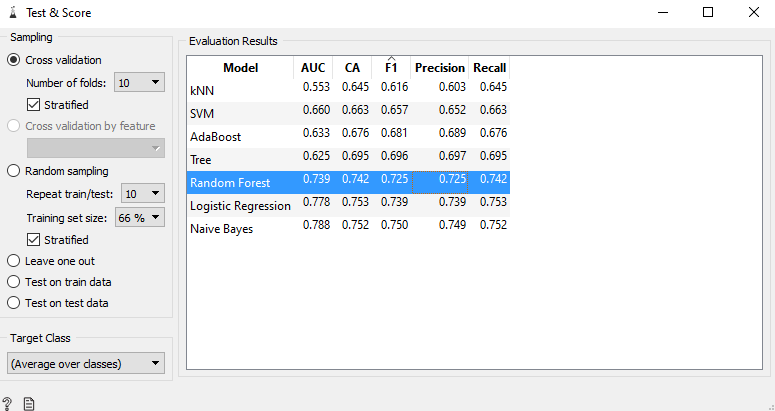 Test & Score
Sampling
Cross validation
Number of folds: 10
Stratified
Cross validation by feature
Random sampling
Repeat train/test: 10
Training set size: 66 %
Stratified
Leave one out
Test on train data
Test on test data
Target Class
(Average over classes)
Evaluation Results
Model AUC CA F1 Precision Recall
kNN 0.553 0.645 0.616 0.603 0.645
SVM 0.660 0.663 0.657 0.652 0.663
AdaBoost 0.633 0.676 0.681 0.689 0.676
Tree 0.625 0.695 0.696 0.697 0.695
Random Forest 0.739 0.742 0.725 0.725 0.742
Logistic Regression 0.778 0.753 0.739 0.739 0.753
Naive Bayes 0.788 0.752 0.750 0.749 0.752
?